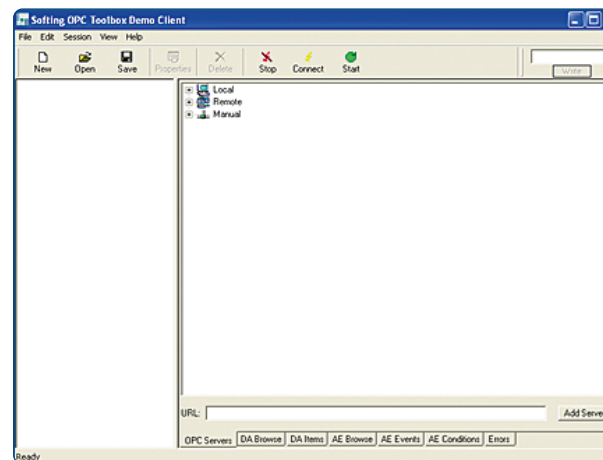 Softing OPC Toolbox Demo Client
File Edit Session View Help
New Open Save Properties Delete Stop Connect Start Write
Local
Remote
Manual
URL: Add Serve
OPC Servers DA Browse DA Items AE Browse AE Events AE Conditions Errors
Ready